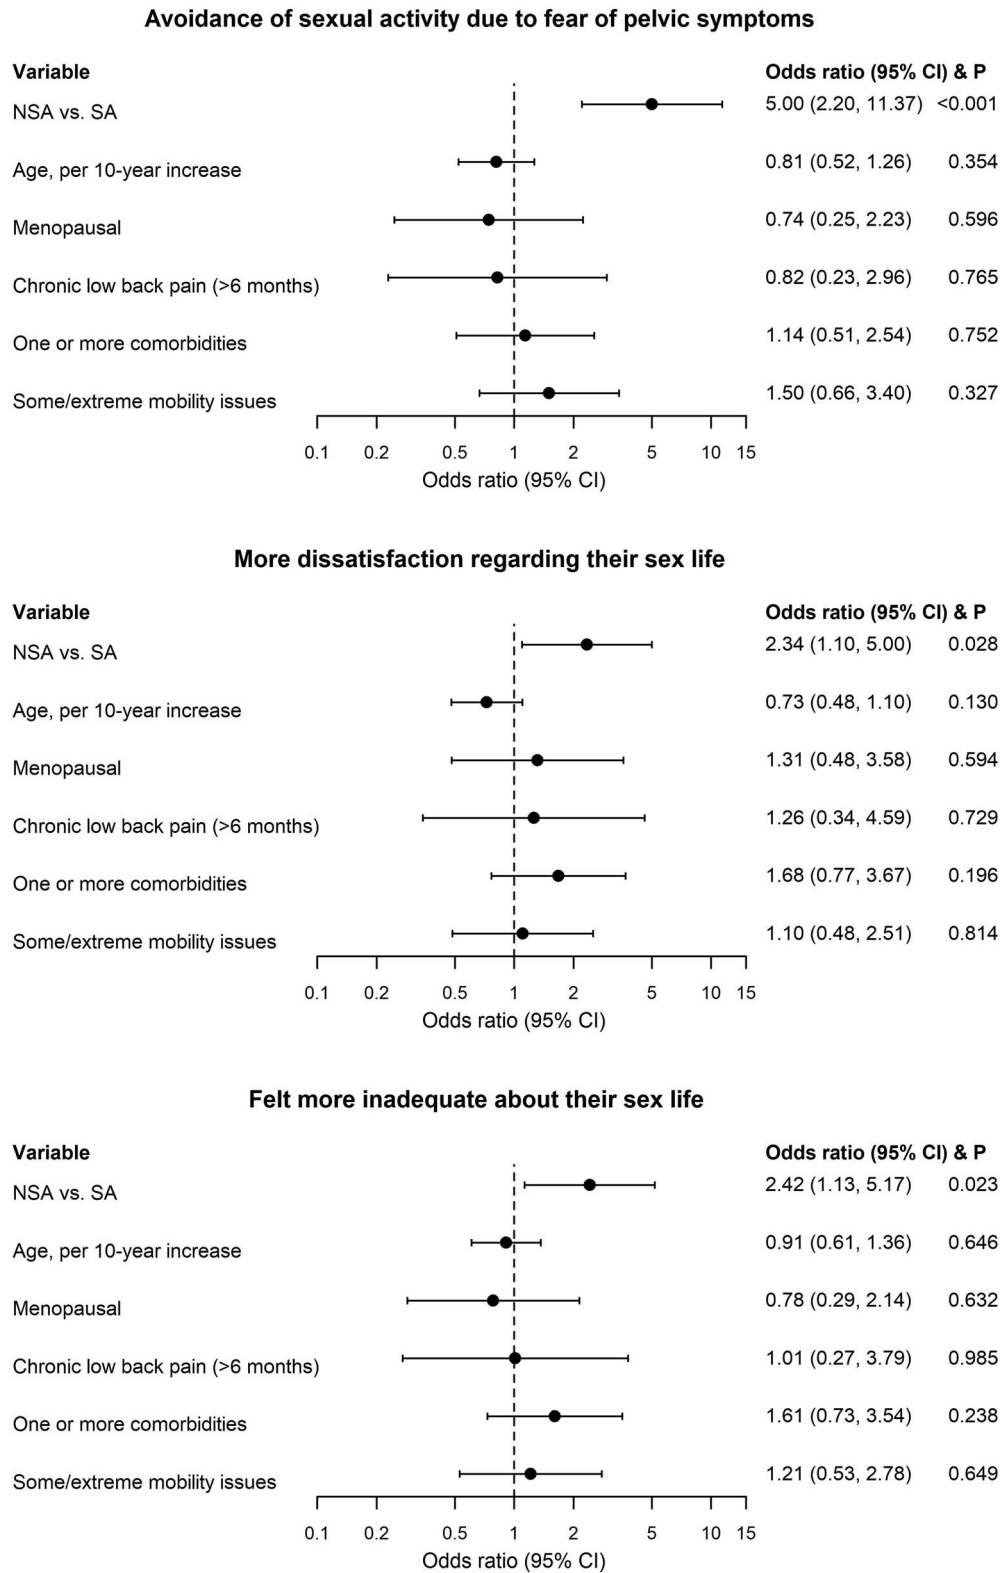 Avoidance of sexual activity due to fear of pelvic symptoms
Variable Odds ratio (95% CI) & P
NSA vs. SA 5.00 (2.20, 11.37) <0.001
Age, per 10-year increase 0.81 (0.52, 1.26) 0.354
Menopausal 0.74 (0.25, 2.23) 0.596
Chronic low back pain (>6 months) 0.82 (0.23, 2.96) 0.765
One or more comorbidities 1.14 (0.51, 2.54) 0.752
Some/extreme mobility issues 1.50 (0.66, 3.40) 0.327
0.1 0.2 0.5 1 2 5 10 15
Odds ratio (95% CI)
More dissatisfaction regarding their sex life
Variable Odds ratio (95% CI) & P
NSA vs. SA 2.34 (1.10, 5.00) 0.028
Age, per 10-year increase 0.73 (0.48, 1.10) 0.130
Menopausal 1.31 (0.48, 3.58) 0.594
Chronic low back pain (>6 months) 1.26 (0.34, 4.59) 0.729
One or more comorbidities 1.68 (0.77, 3.67) 0.196
Some/extreme mobility issues 1.10 (0.48, 2.51) 0.814
0.1 0.2 0.5 1 2 5 10 15
Odds ratio (95% CI)
Felt more inadequate about their sex life
Variable Odds ratio (95% CI) & P
NSA vs. SA 2.42 (1.13, 5.17) 0.023
Age, per 10-year increase 0.91 (0.61, 1.36) 0.646
Menopausal 0.78 (0.29, 2.14) 0.632
Chronic low back pain (>6 months) 1.01 (0.27, 3.79) 0.985
One or more comorbidities 1.61 (0.73, 3.54) 0.238
Some/extreme mobility issues 1.21 (0.53, 2.78) 0.649
0.1 0.2 0.5 1 2 5 10 15
Odds ratio (95% CI)